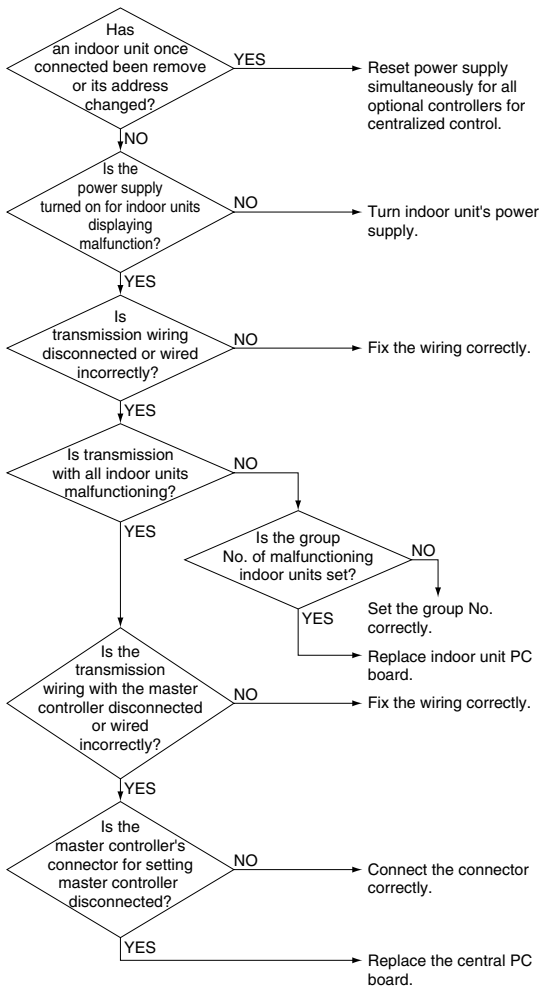 Has
an indoor unit once
connected been remove
or its address
changed?
YES
Reset power supply
simultaneously for all
optional controllers for
centralized control.
NO
Is the
power supply
turned on for indoor units
displaying
malfunction?
NO
Turn indoor unit's power
supply.
YES
Is
transmission wiring
disconnected or wired
incorrectly?
NO
Fix the wiring correctly.
YES
Is transmission
with all indoor units
malfunctioning?
NO
YES
Is the group
No. of malfunctioning
indoor units set?
NO
Set the group No.
correctly.
YES
Replace indoor unit PC
board.
Is the
transmission
wiring with the master
controller disconnected
or wired
incorrectly?
NO
Fix the wiring correctly.
YES
Is the
master controller's
connector for setting
master controller
disconnected?
NO
Connect the connector
correctly.
YES
Replace the central PC
board.